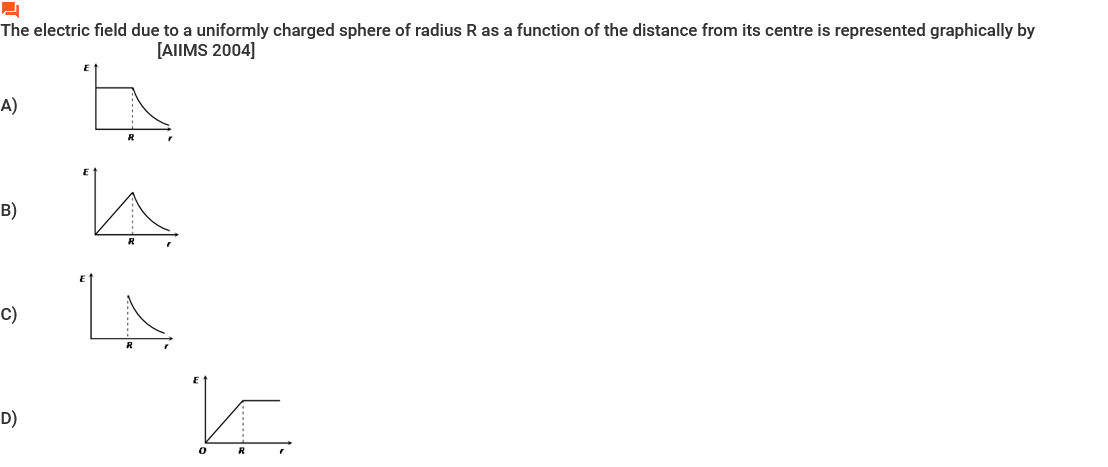 The electric field due to a uniformly charged sphere of radius R as a function of the distance from its centre is represented graphically by
[AIIMS 2004]
A)
E
R
r
B)
E
R
r
C)
E
R
r
D)
E
O
R
r